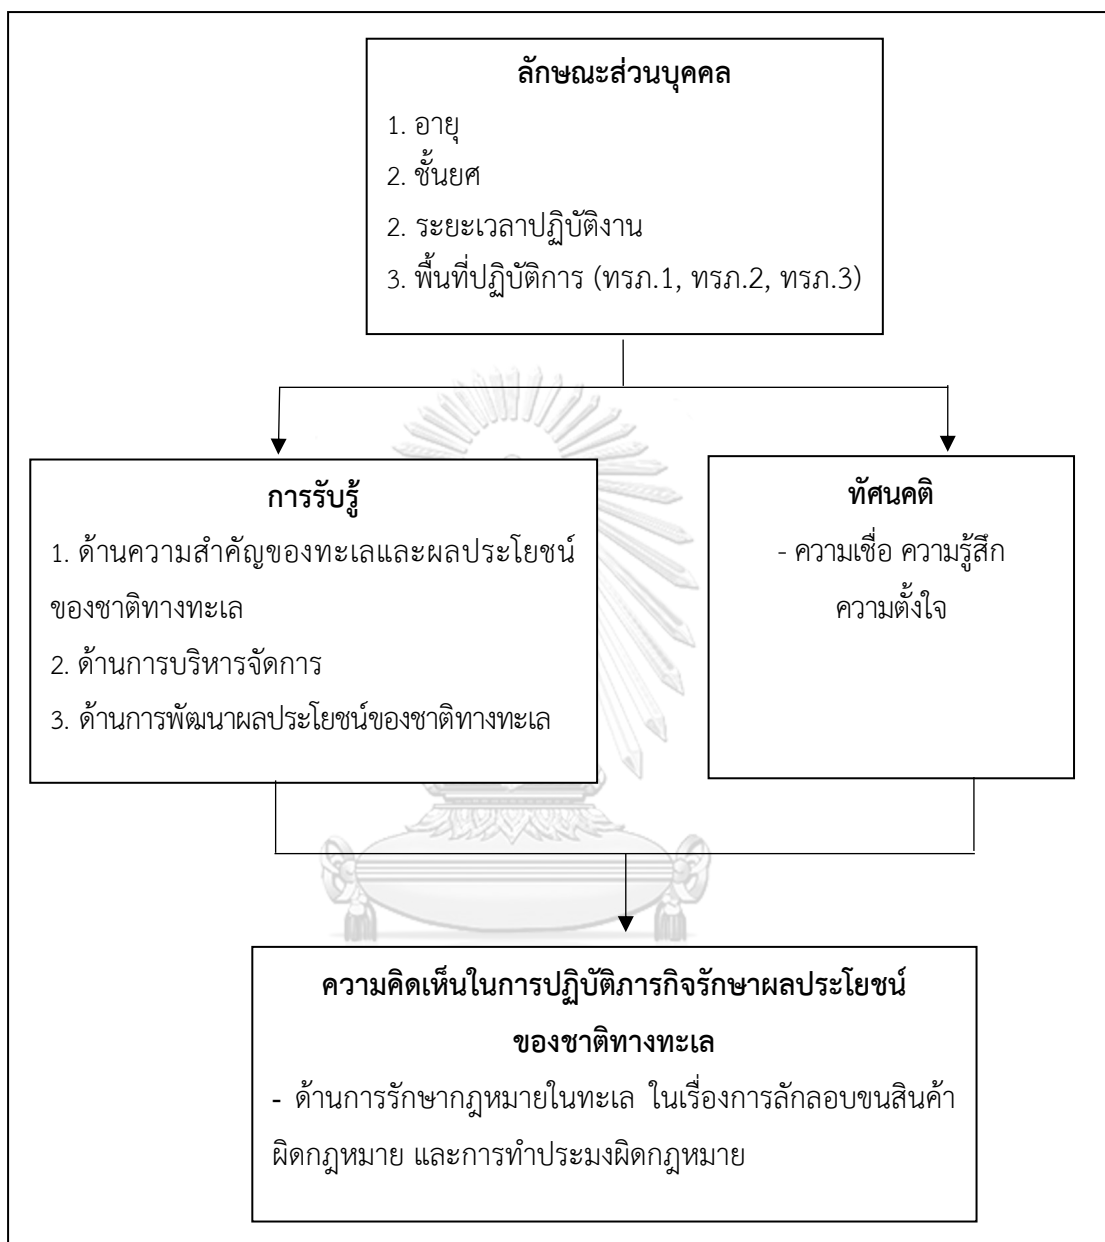 ลักษณะส่วนบุคคล
1. อายุ
2. ชั้นยศ
2. ระยะเวลาปฏิบัติงาน
3. พื้นที่ปฏิบัติการ (ทรภ.1, ทรภ.2, ทรภ.3)
การรับรู้
1. ด้านความสำคัญของทะเลและผลประโยชน์
ของชาติทางทะเล
2. ด้านการบริหารจัดการ
3. ด้านการพัฒนาผลประโยชน์ของชาติทางทะเล
ทัศนคติ
- ความเชื่อ ความรู้สึก
ความตั้งใจ
ความคิดเห็นในการปฏิบัติภารกิจรักษาผลประโยชน์
ของชาติทางทะเล
- ด้านการรักษากฎหมายในทะเล ในเรื่องการลักลอบขนสินค้า
ผิดกฎหมาย และการทำประมงผิดกฎหมาย